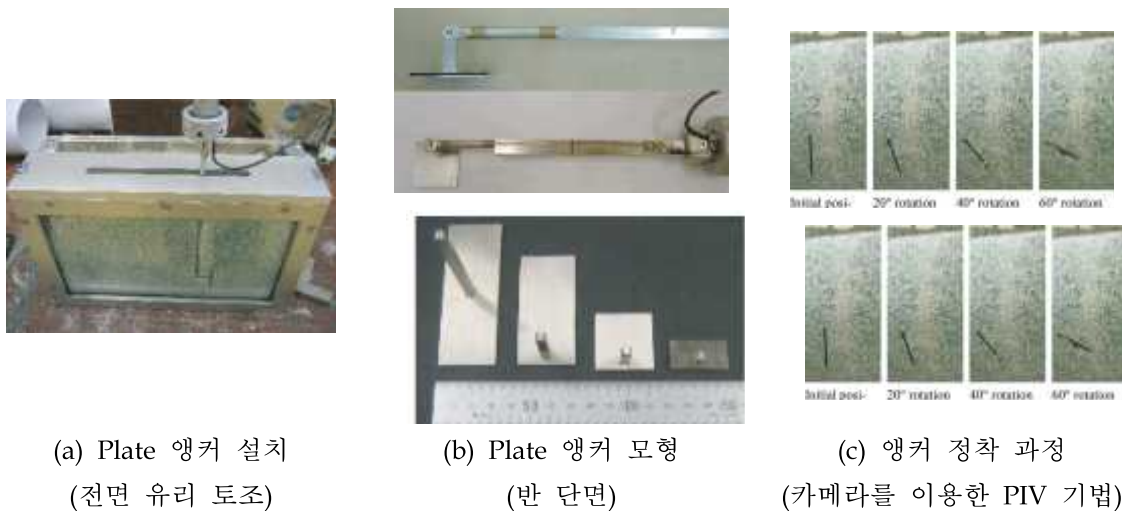 Initial posi-
20° rotation
40° rotation
60° rotation
Initial posi-
20° rotation
40° rotation
60° rotation
(a) Plate 앵커 설치
(전면 유리 토조)
(b) Plate 앵커 모형
(반 단면)
(c) 앵커 정착 과정
(카메라를 이용한 PIV 기법)